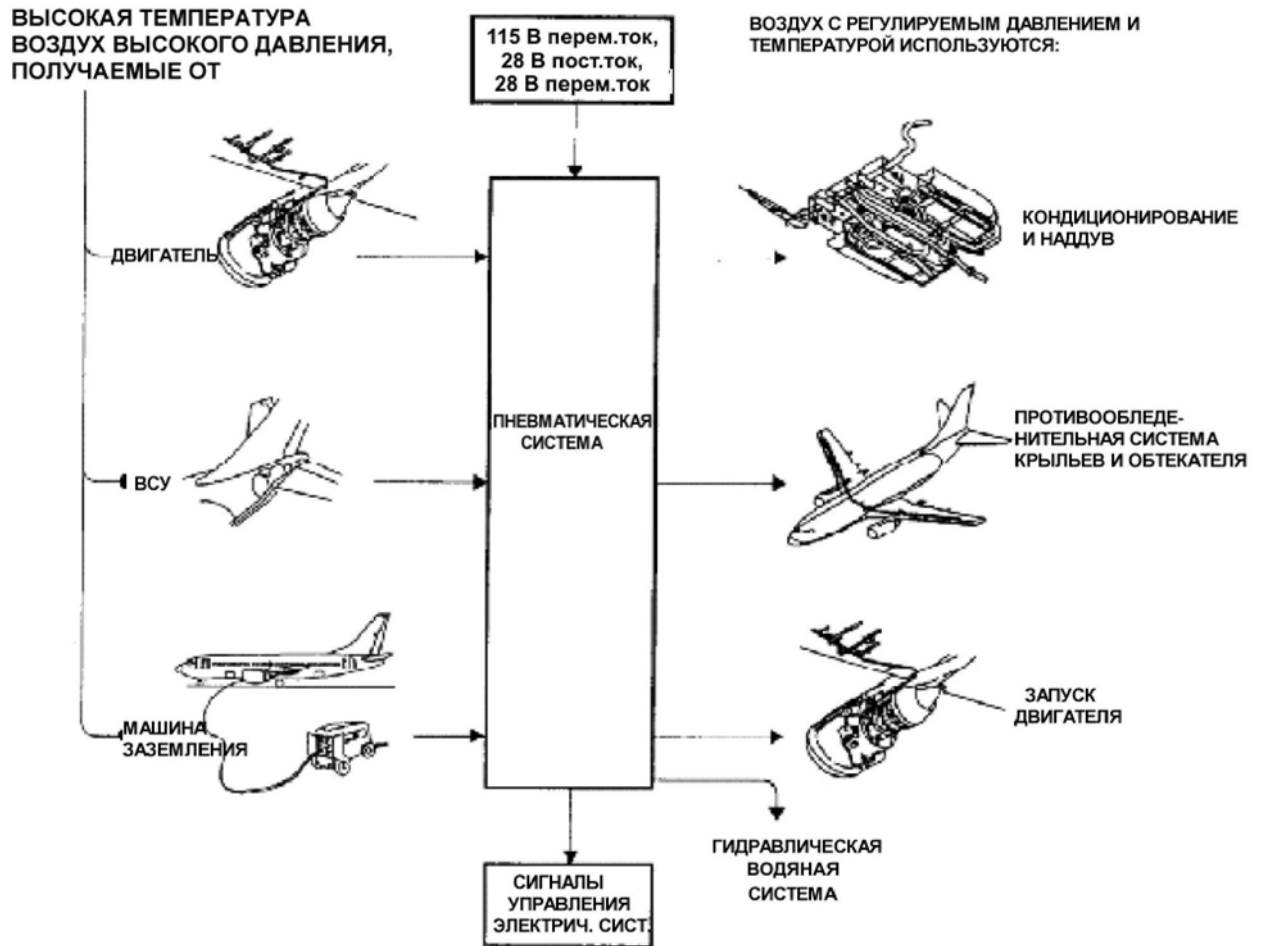 ВЫСОКАЯ ТЕМПЕРАТУРА
ВОЗДУХ ВЫСОКОГО ДАВЛЕНИЯ,
ПОЛУЧАЕМЫЕ ОТ
115 В перем.ток,
28 В пост.ток,
28 В перем.ток
ВОЗДУХ С РЕГУЛИРУЕМЫМ ДАВЛЕНИЕМ И
ТЕМПЕРАТУРОЙ ИСПОЛЬЗУЮТСЯ:
ДВИГАТЕЛЬ
КОНДИЦИОНИРОВАНИЕ
И НАДДУВ
ПНЕВМАТИЧЕСКАЯ
СИСТЕМА
ПРОТИВООБЛЕДЕ-
НИТЕЛЬНАЯ СИСТЕМА
КРЫЛЬЕВ И ОБТЕКАТЕЛЯ
ВСУ
МАШИНА
ЗАЗЕМЛЕНИЯ
ЗАПУСК
ДВИГАТЕЛЯ
ГИДРАВЛИЧЕСКАЯ
ВОДЯНАЯ
СИСТЕМА
СИГНАЛЫ
УПРАВЛЕНИЯ
ЭЛЕКТРИЧ. СИСТ.